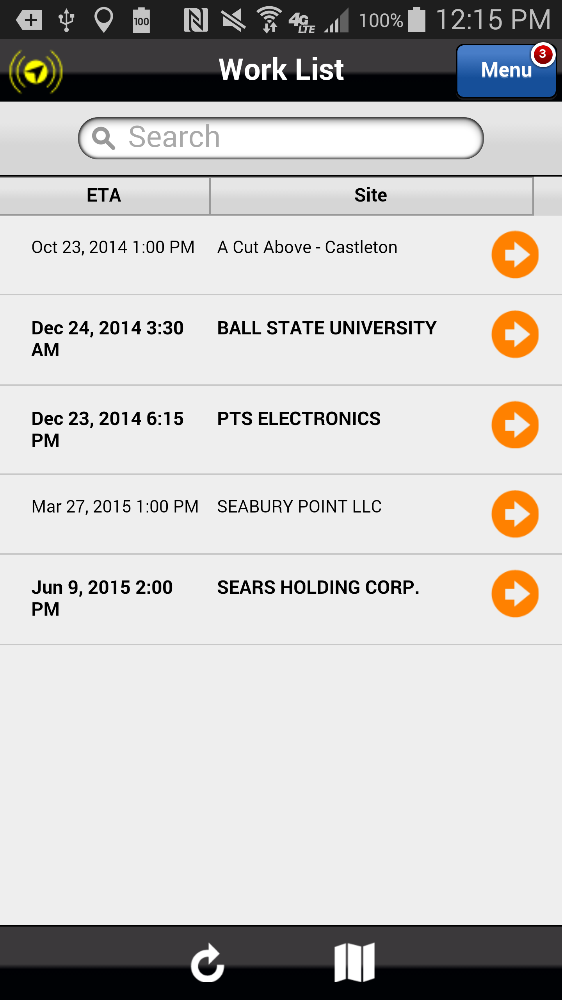 100
4G LTE
100%
12:15 PM
Work List
Menu
3
Search
ETA
Site
Oct 23, 2014 1:00 PM
A Cut Above - Castleton
Dec 24, 2014 3:30
AM
BALL STATE UNIVERSITY
Dec 23, 2014 6:15
PM
PTS ELECTRONICS
Mar 27, 2015 1:00 PM
SEABURY POINT LLC
Jun 9, 2015 2:00
PM
SEARS HOLDING CORP.